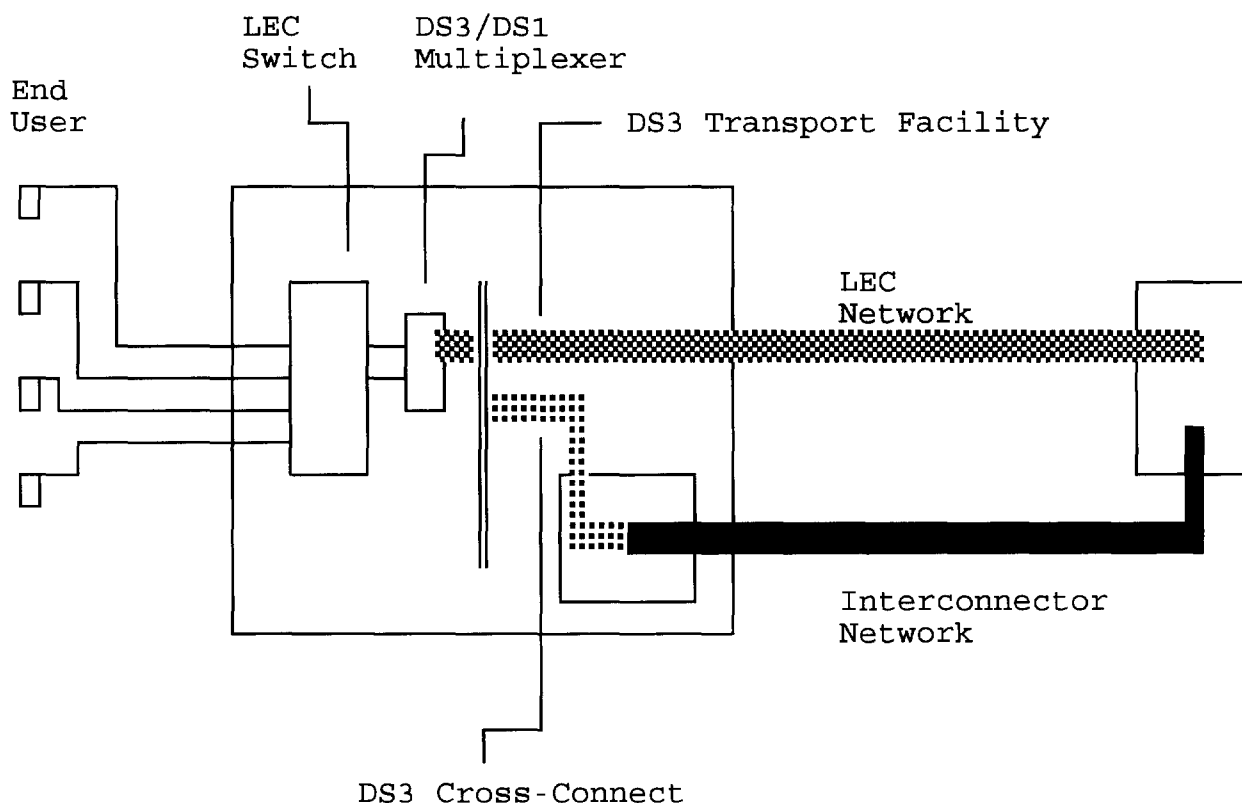 LEC
Switch
DS3/DS1
Multiplexer
End
User
DS3 Transport Facility
LEC
Network
Interconnector
Network
DS3 Cross-Connect